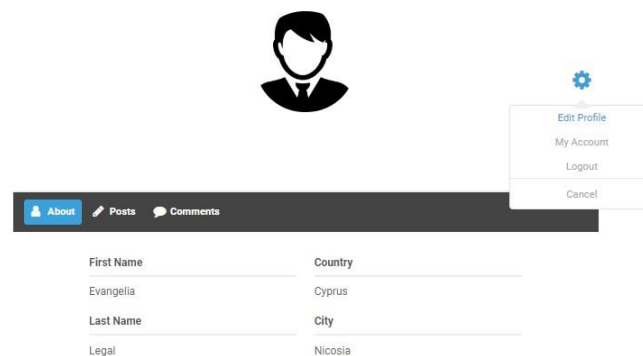 Edit Profile
My Account
Logout
Cancel
About Posts Comments
First Name Country
Evangelia Cyprus
Last Name City
Legal Nicosia